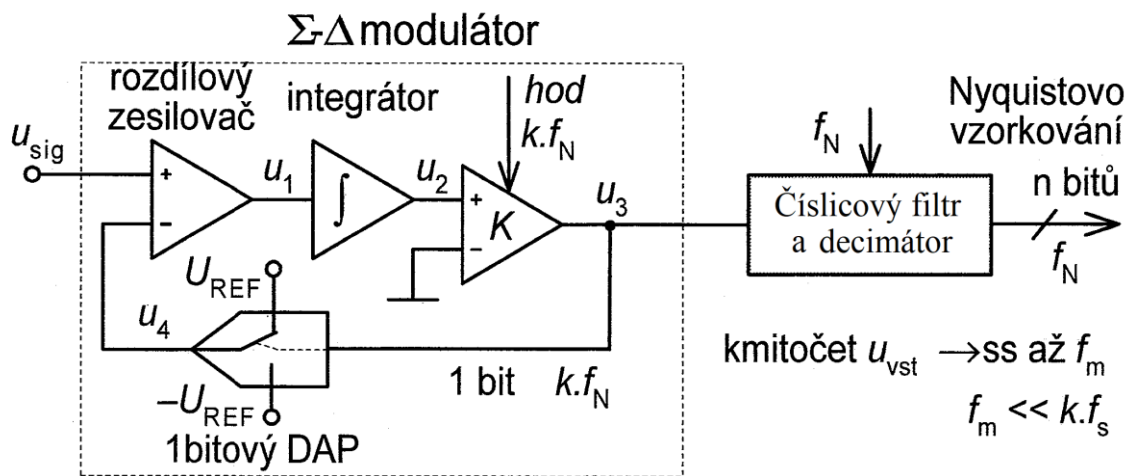 Σ-Δ modulátor
rozdílový
zesilovač
integrátor
hod
k.f_N
u_sig
+
−
u_1
∫
u_2
+
−
K
u_3
f_N
Číslicový filtr
a decimátor
Nyquistovo
vzorkování
n bitů
f_N
U_REF
u_4
−U_REF
1 bit k.f_N
1bitový DAP
kmitočet u_vst → ss až f_m
f_m << k.f_s